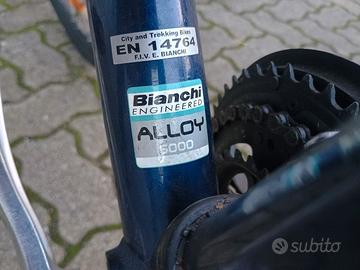 City and Trekking Bikes
EN 14764
F.I.V. E. BIANCHI
Bianchi
ENGINEERED
ALLOY
6000
subito